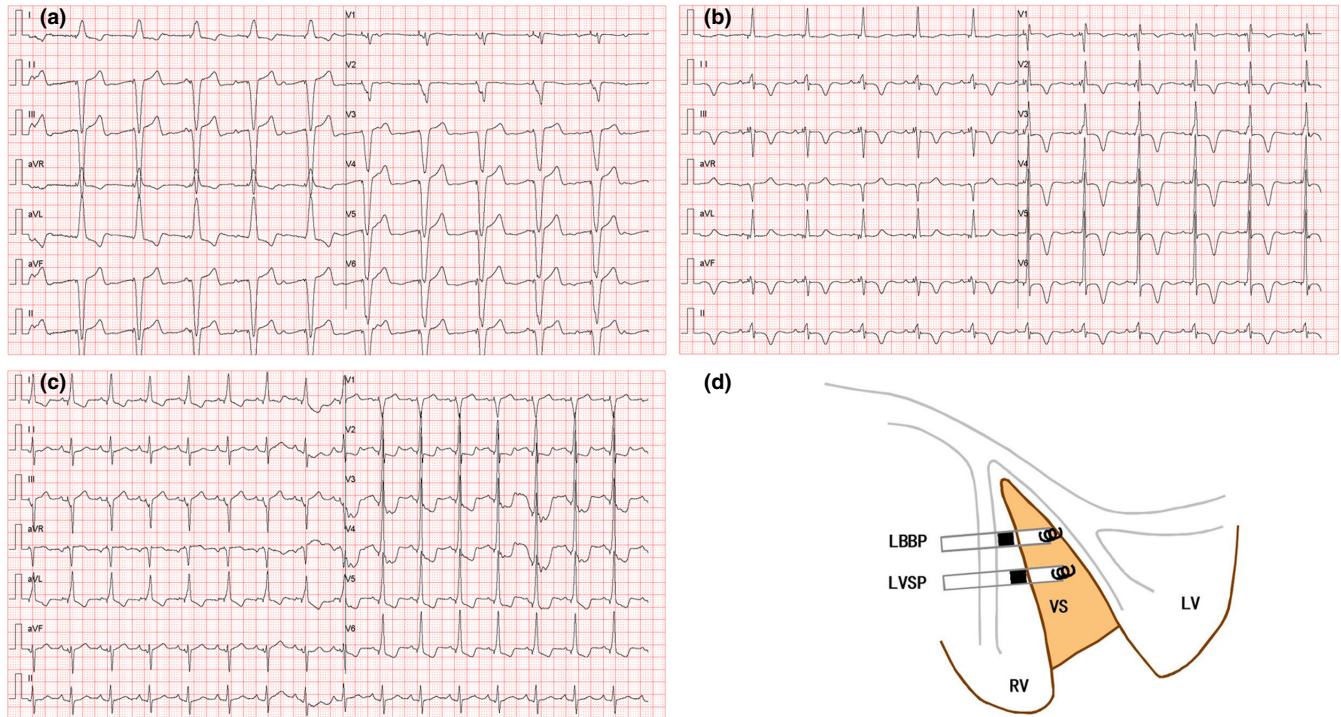 (a)
I V1
II V2
III V3
aVR V4
aVL V5
aVF V6
II
(b)
V1
II V2
III V3
aVR V4
aVL V5
aVF V6
II
(c)
I V1
II V2
III V3
aVR V4
aVL V5
aVF V6
II
(d)
LBBP
LVSP
VS
LV
RV